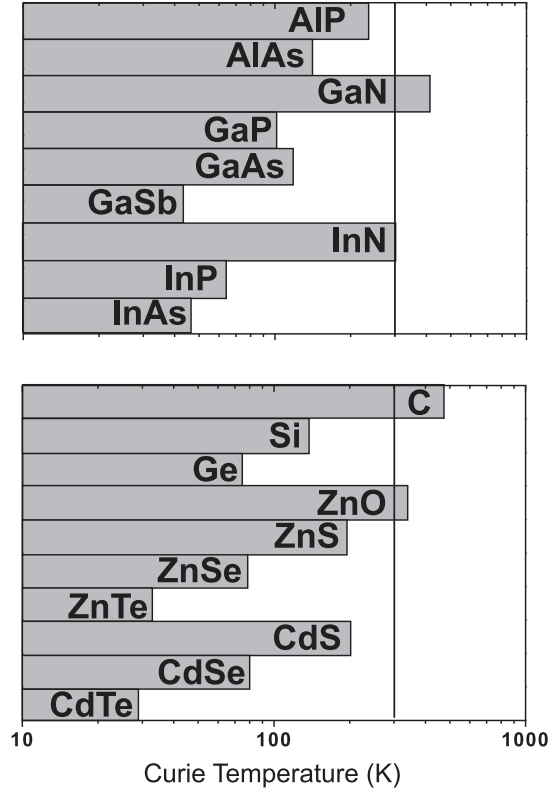 AlP
AlAs
GaN
GaP
GaAs
GaSb
InN
InP
InAs
C
Si
Ge
ZnO
ZnS
ZnSe
ZnTe
CdS
CdSe
CdTe
10 100 1000
Curie Temperature (K)